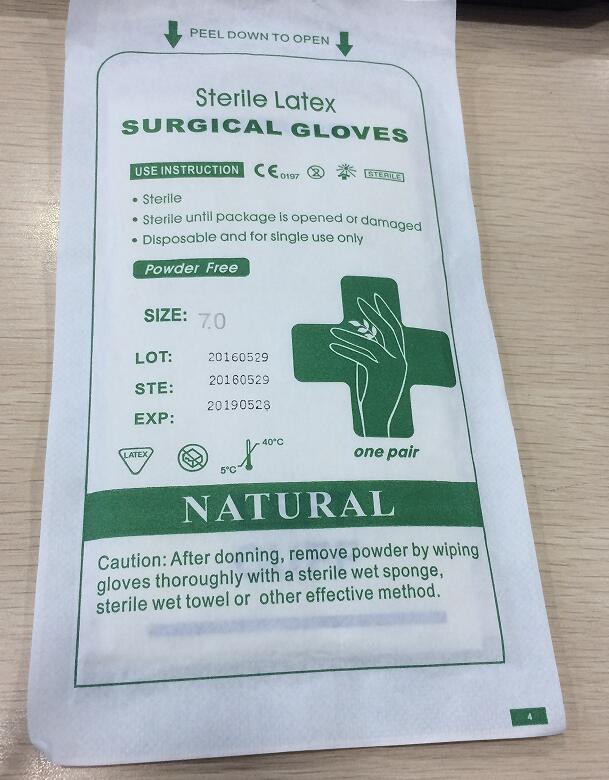 PEEL DOWN TO OPEN
Sterile Latex
SURGICAL GLOVES
USE INSTRUCTION CE 0197 2 STERILE
• Sterile
• Sterile until package is opened or damaged
• Disposable and for single use only
Powder Free
SIZE: 7.0
LOT: 20160529
STE: 20160529
EXP: 20190528
one pair
LATEX 5°C 40°C
NATURAL
Caution: After donning, remove powder by wiping
gloves thoroughly with a sterile wet sponge,
sterile wet towel or other effective method.
4